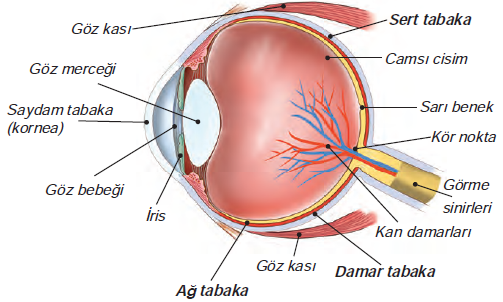 Göz kası
Sert tabaka
Göz merceği
Camsı cisim
Saydam tabaka
(kornea)
Sarı benek
Kör nokta
Göz bebeği
Görme
sinirleri
İris
Kan damarları
Göz kası
Damar tabaka
Ağ tabaka